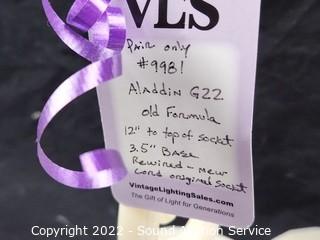 VLS
Pair only
#9981
Aladdin G22
Old Formula
12" to top of socket
3.5" Base
Rewired - new
cord original socket
VintageLightingSales.com
The Gift of Light for Generations
Copyright 2022 - Sound Auction Service